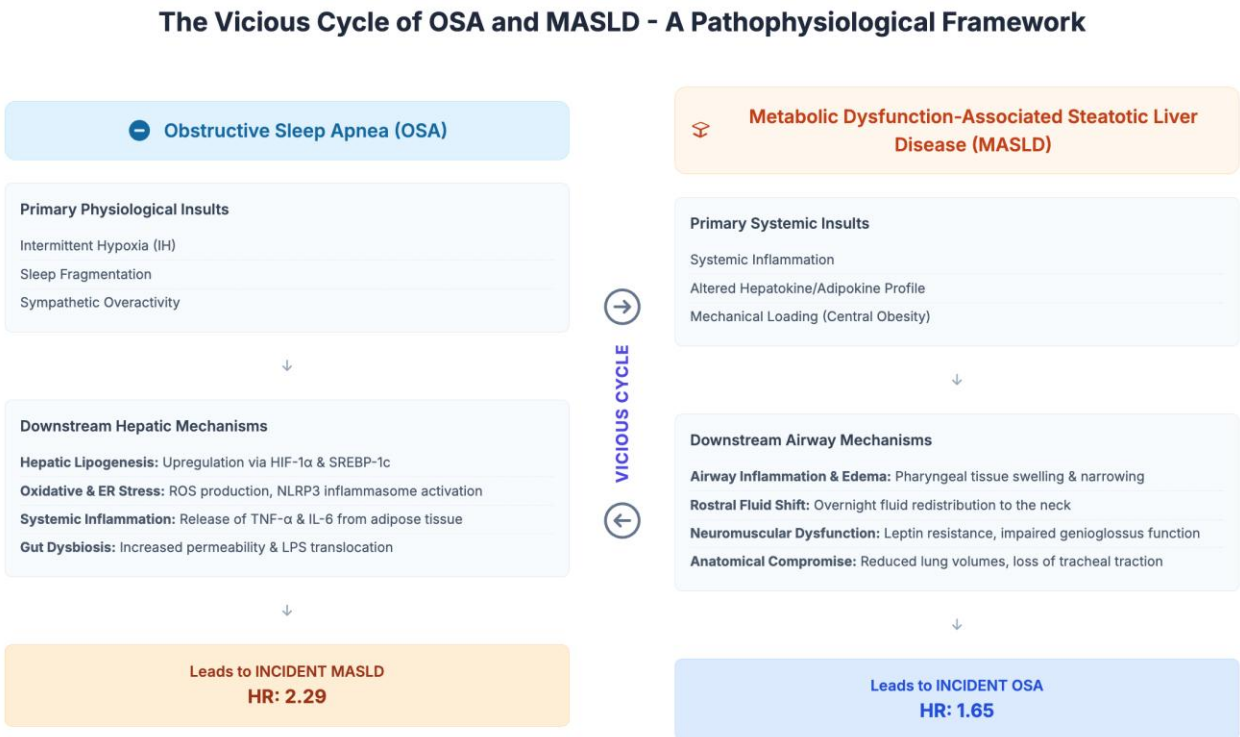 The Vicious Cycle of OSA and MASLD - A Pathophysiological Framework
Obstructive Sleep Apnea (OSA)
Primary Physiological Insults
Intermittent Hypoxia (IH)
Sleep Fragmentation
Sympathetic Overactivity
↓
Downstream Hepatic Mechanisms
Hepatic Lipogenesis: Upregulation via HIF-1α & SREBP-1c
Oxidative & ER Stress: ROS production, NLRP3 inflammasome activation
Systemic Inflammation: Release of TNF-α & IL-6 from adipose tissue
Gut Dysbiosis: Increased permeability & LPS translocation
↓
Leads to INCIDENT MASLD
HR: 2.29
→
VICIOUS CYCLE
←
Metabolic Dysfunction-Associated Steatotic Liver
Disease (MASLD)
Primary Systemic Insults
Systemic Inflammation
Altered Hepatokine/Adipokine Profile
Mechanical Loading (Central Obesity)
↓
Downstream Airway Mechanisms
Airway Inflammation & Edema: Pharyngeal tissue swelling & narrowing
Rostral Fluid Shift: Overnight fluid redistribution to the neck
Neuromuscular Dysfunction: Leptin resistance, impaired genioglossus function
Anatomical Compromise: Reduced lung volumes, loss of tracheal traction
↓
Leads to INCIDENT OSA
HR: 1.65